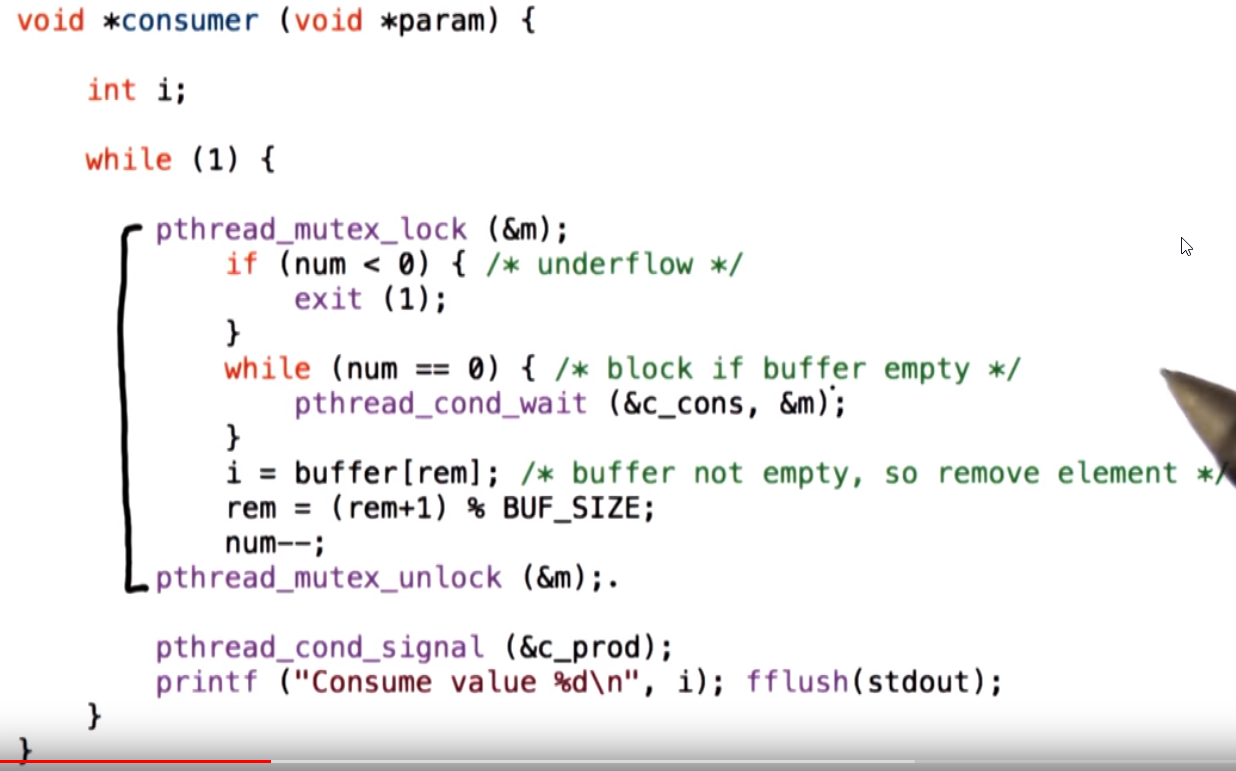 void *consumer (void *param) {
int i;
while (1) {
pthread_mutex_lock (&m);
if (num < 0) { /* underflow */
exit (1);
}
while (num == 0) { /* block if buffer empty */
pthread_cond_wait (&c_cons, &m);
}
i = buffer[rem]; /* buffer not empty, so remove element */
rem = (rem+1) % BUF_SIZE;
num--;
pthread_mutex_unlock (&m);.
pthread_cond_signal (&c_prod);
printf ("Consume value %d\n", i); fflush(stdout);
}
}